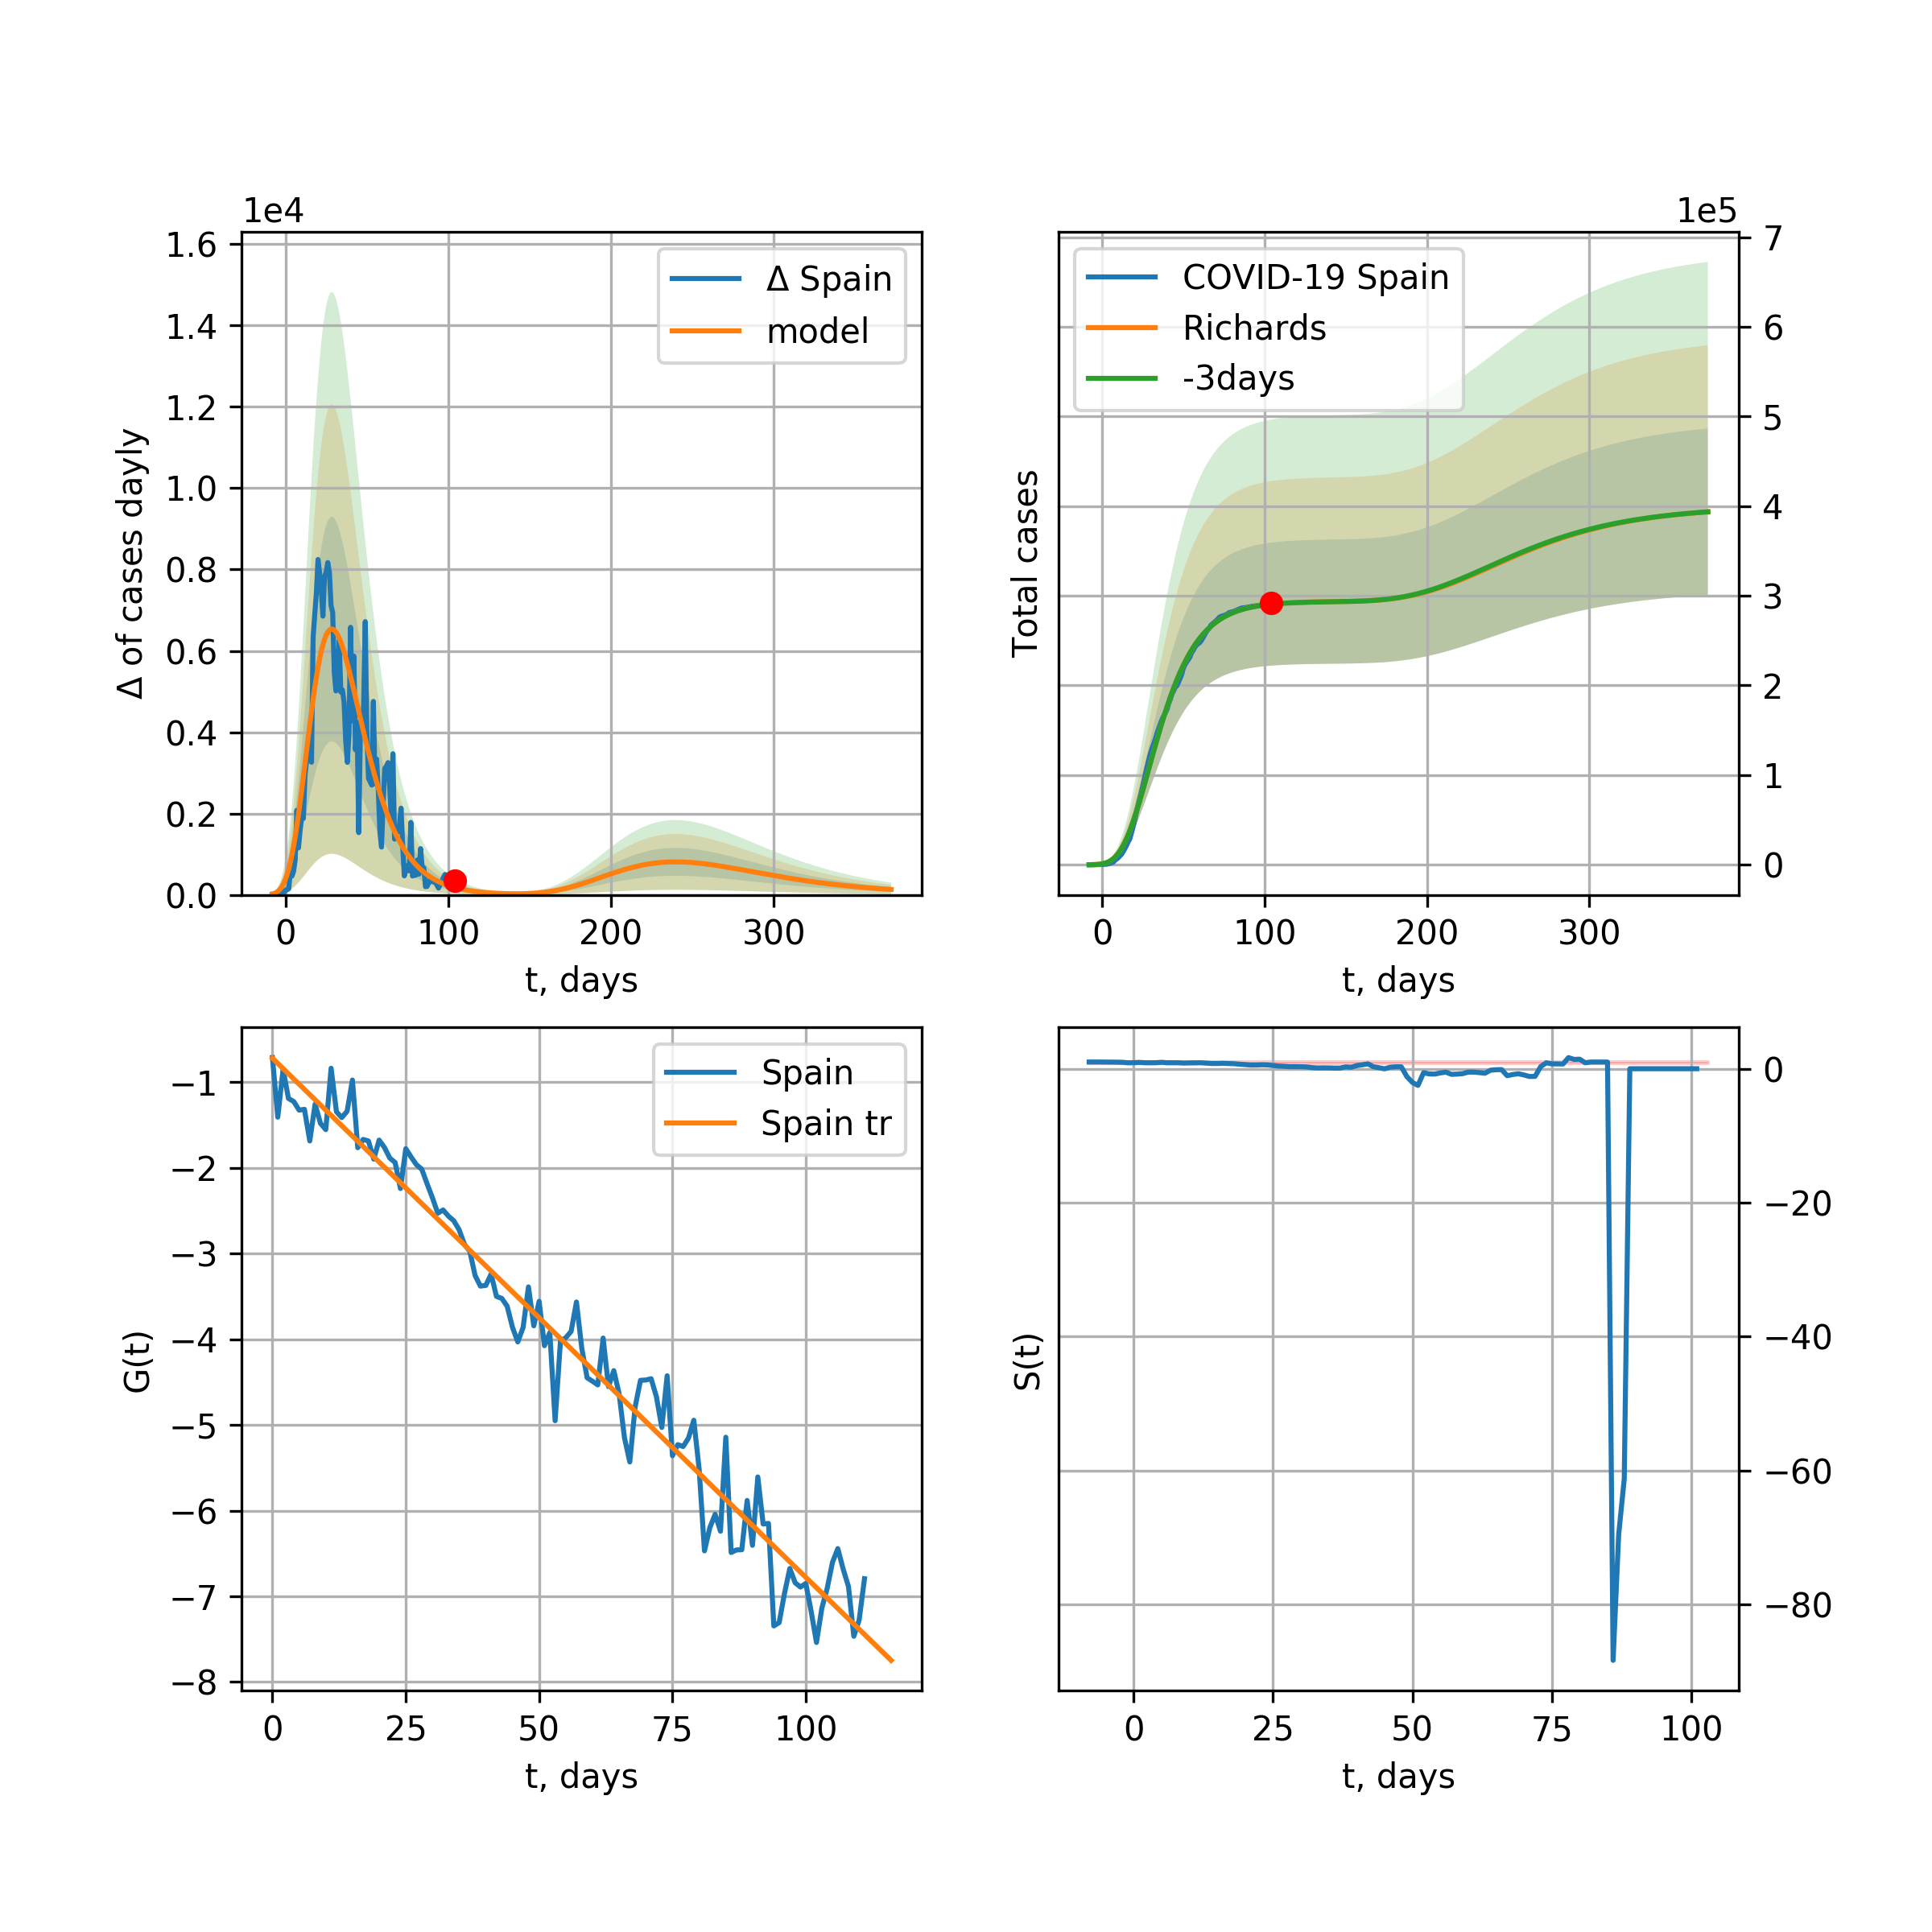 1e4
1.6
1.4
1.2
1.0
0.8
0.6
0.4
0.2
0.0
Δ of cases dayly
Δ Spain
model
0 100 200 300
t, days
1e5
7
6
5
4
3
2
1
0
Total cases
COVID-19 Spain
Richards
-3days
0 100 200 300
t, days
−1
−2
−3
−4
−5
−6
−7
−8
G(t)
Spain
Spain tr
0 25 50 75 100
t, days
0
−20
−40
−60
−80
S(t)
0 25 50 75 100
t, days